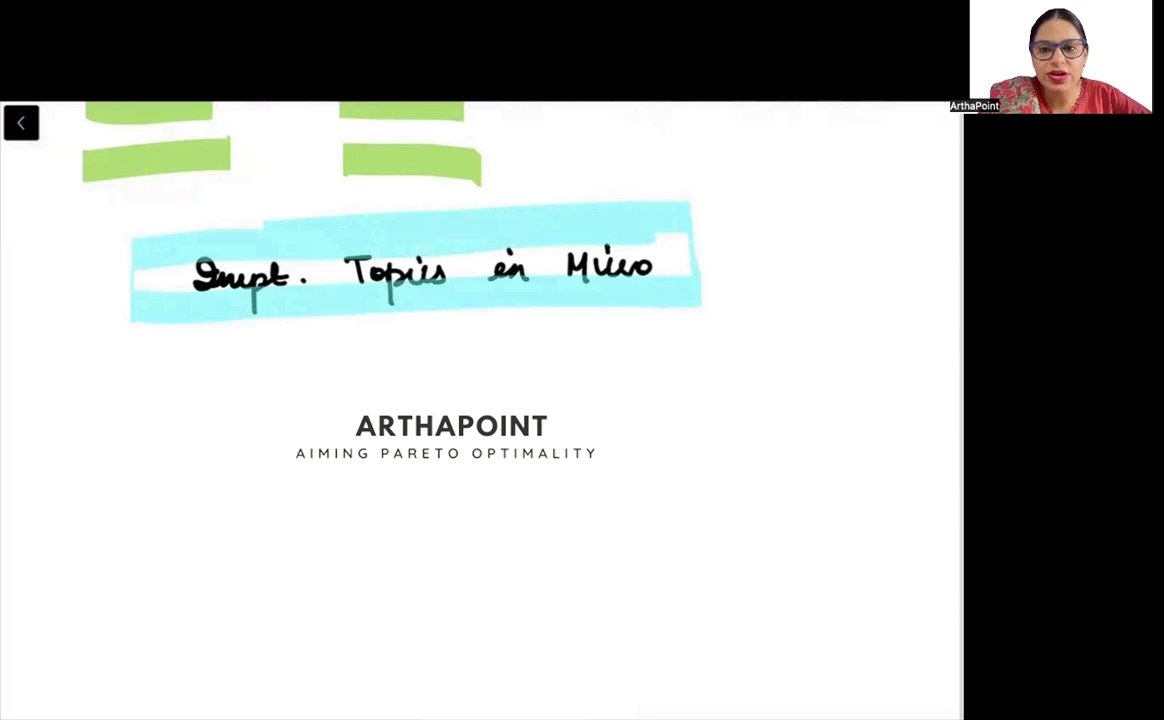 ArthaPoint
Impt. Topics in Micro
ARTHAPOINT
AIMING PARETO OPTIMALITY